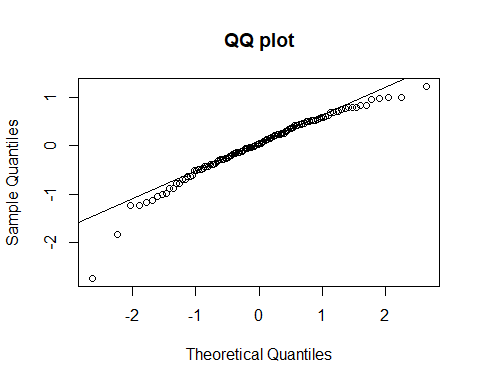 QQ plot
1
0
-1
-2
Sample Quantiles
-2 -1 0 1 2
Theoretical Quantiles